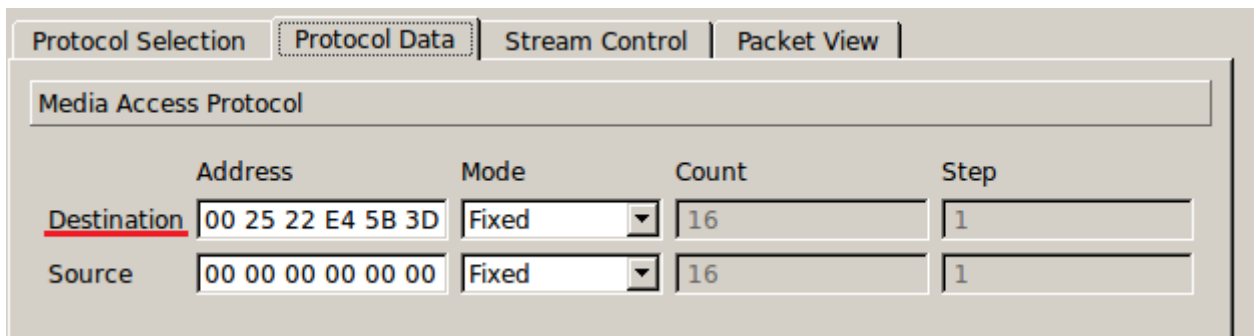 Protocol Selection Protocol Data Stream Control Packet View
Media Access Protocol
Address Mode Count Step
Destination 00 25 22 E4 5B 3D Fixed 16 1
Source 00 00 00 00 00 00 Fixed 16 1